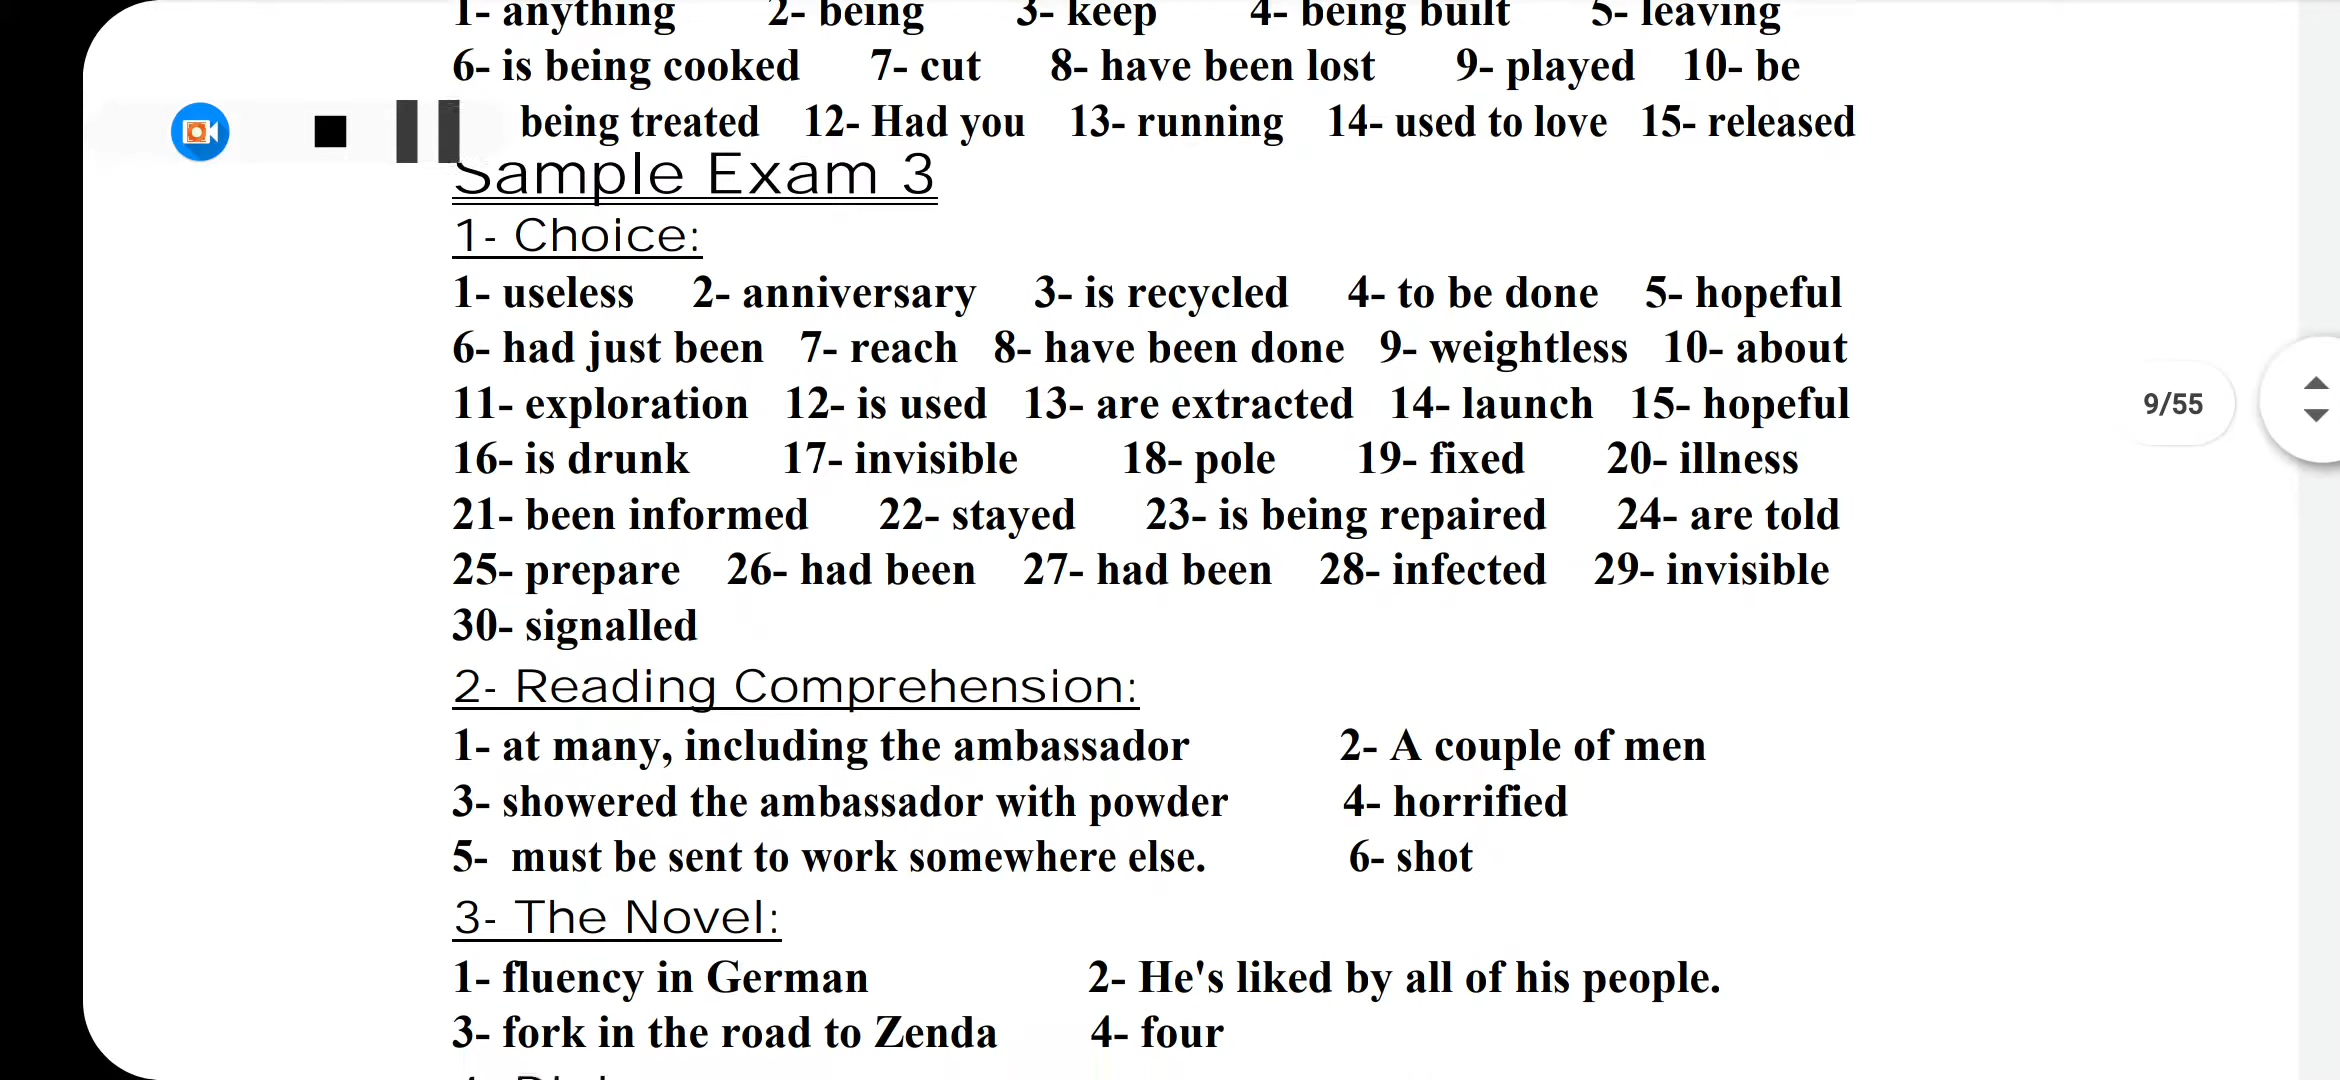 1- anything 2- being 3- keep 4- being built 5- leaving
6- is being cooked 7- cut 8- have been lost 9- played 10- be
being treated 12- Had you 13- running 14- used to love 15- released
Sample Exam 3
1- Choice:
1- useless 2- anniversary 3- is recycled 4- to be done 5- hopeful
6- had just been 7- reach 8- have been done 9- weightless 10- about
11- exploration 12- is used 13- are extracted 14- launch 15- hopeful
9/55
16- is drunk 17- invisible 18- pole 19- fixed 20- illness
21- been informed 22- stayed 23- is being repaired 24- are told
25- prepare 26- had been 27- had been 28- infected 29- invisible
30- signalled
2- Reading Comprehension:
1- at many, including the ambassador 2- A couple of men
3- showered the ambassador with powder 4- horrified
5- must be sent to work somewhere else. 6- shot
3- The Novel:
1- fluency in German 2- He's liked by all of his people.
3- fork in the road to Zenda 4- four